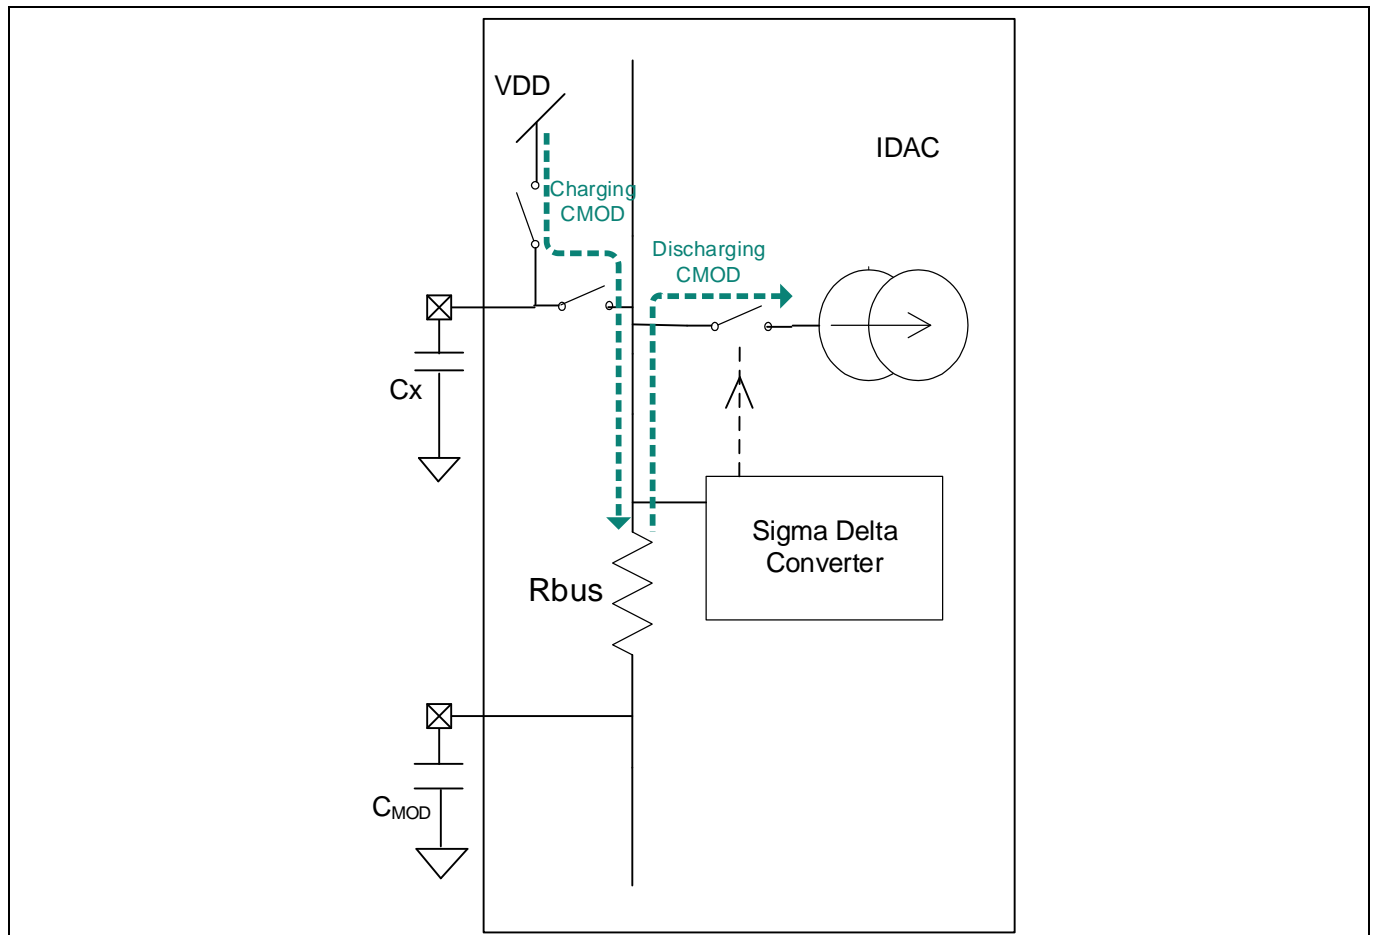 VDD
IDAC
Charging
CMOD
Discharging
CMOD
Cx
Sigma Delta
Converter
Rbus
CMOD